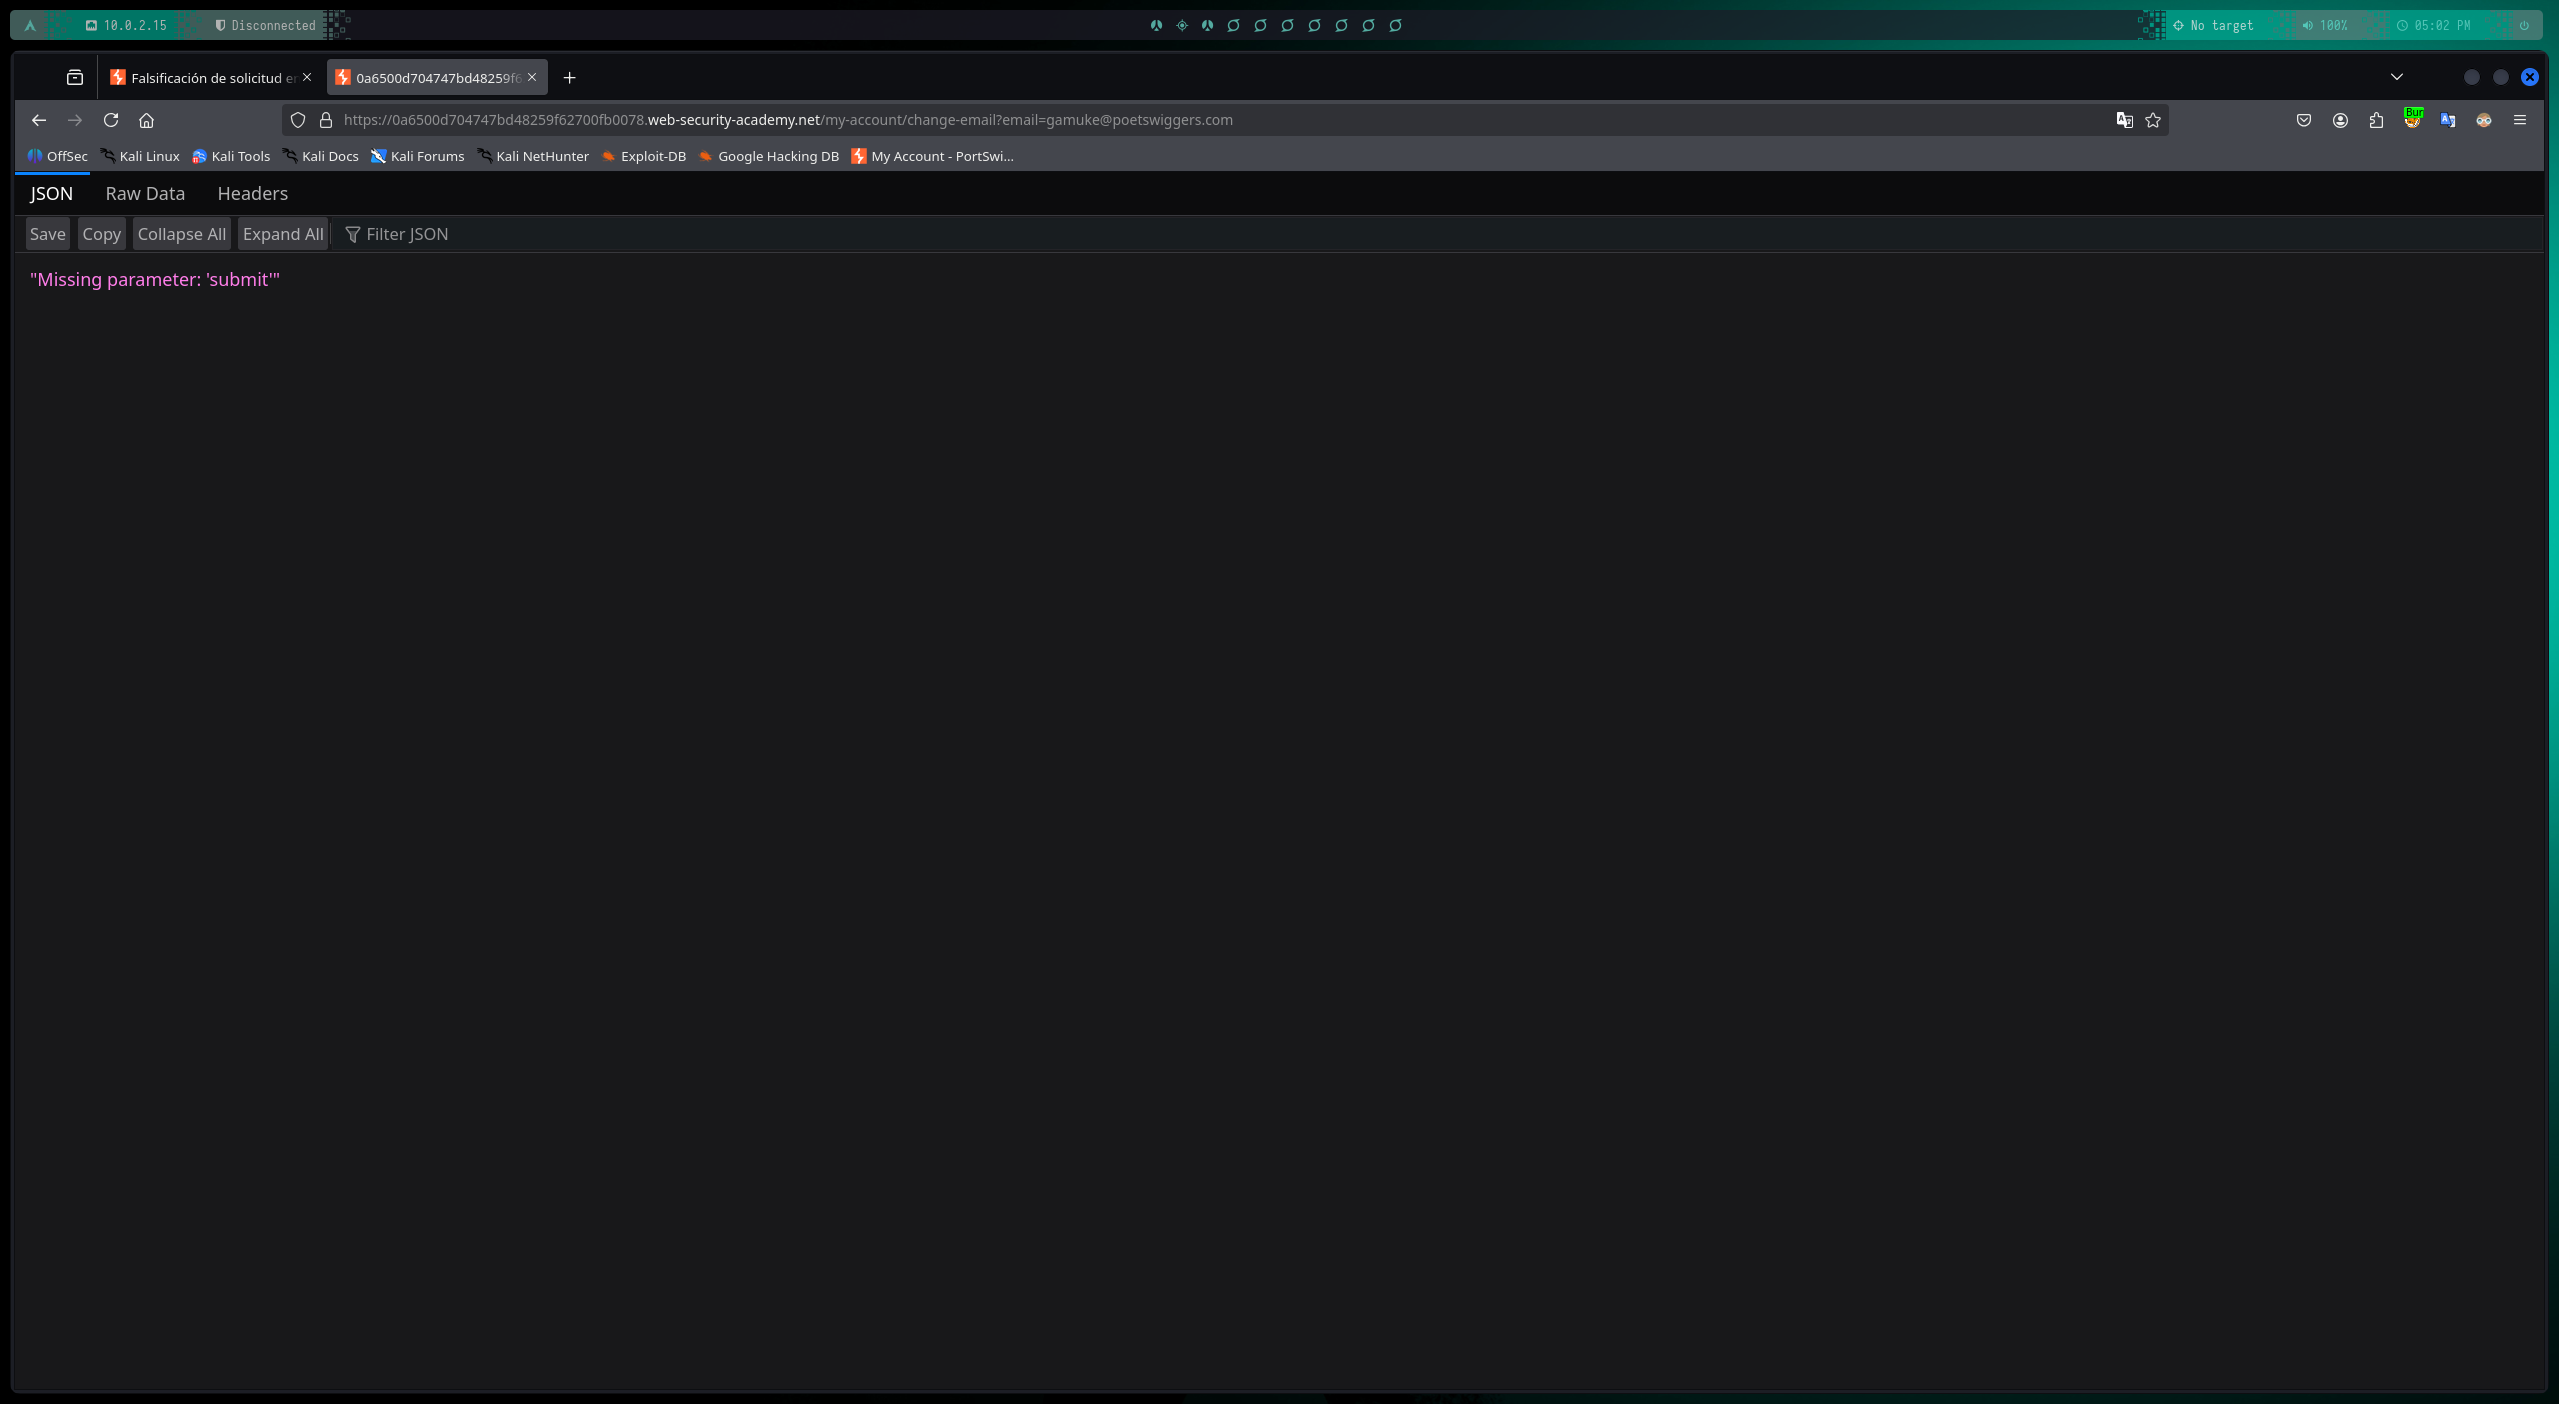 10.0.2.15 Disconnected No target 100% 05:02 PM
Falsificación de solicitud en 0a6500d704747bd48259f6
https://0a6500d704747bd48259f62700fb0078.web-security-academy.net/my-account/change-email?email=gamuke@poetswiggers.com Bur
OffSec Kali Linux Kali Tools Kali Docs Kali Forums Kali NetHunter Exploit-DB Google Hacking DB My Account - PortSwi...
JSON Raw Data Headers
Save Copy Collapse All Expand All Filter JSON
"Missing parameter: 'submit'"